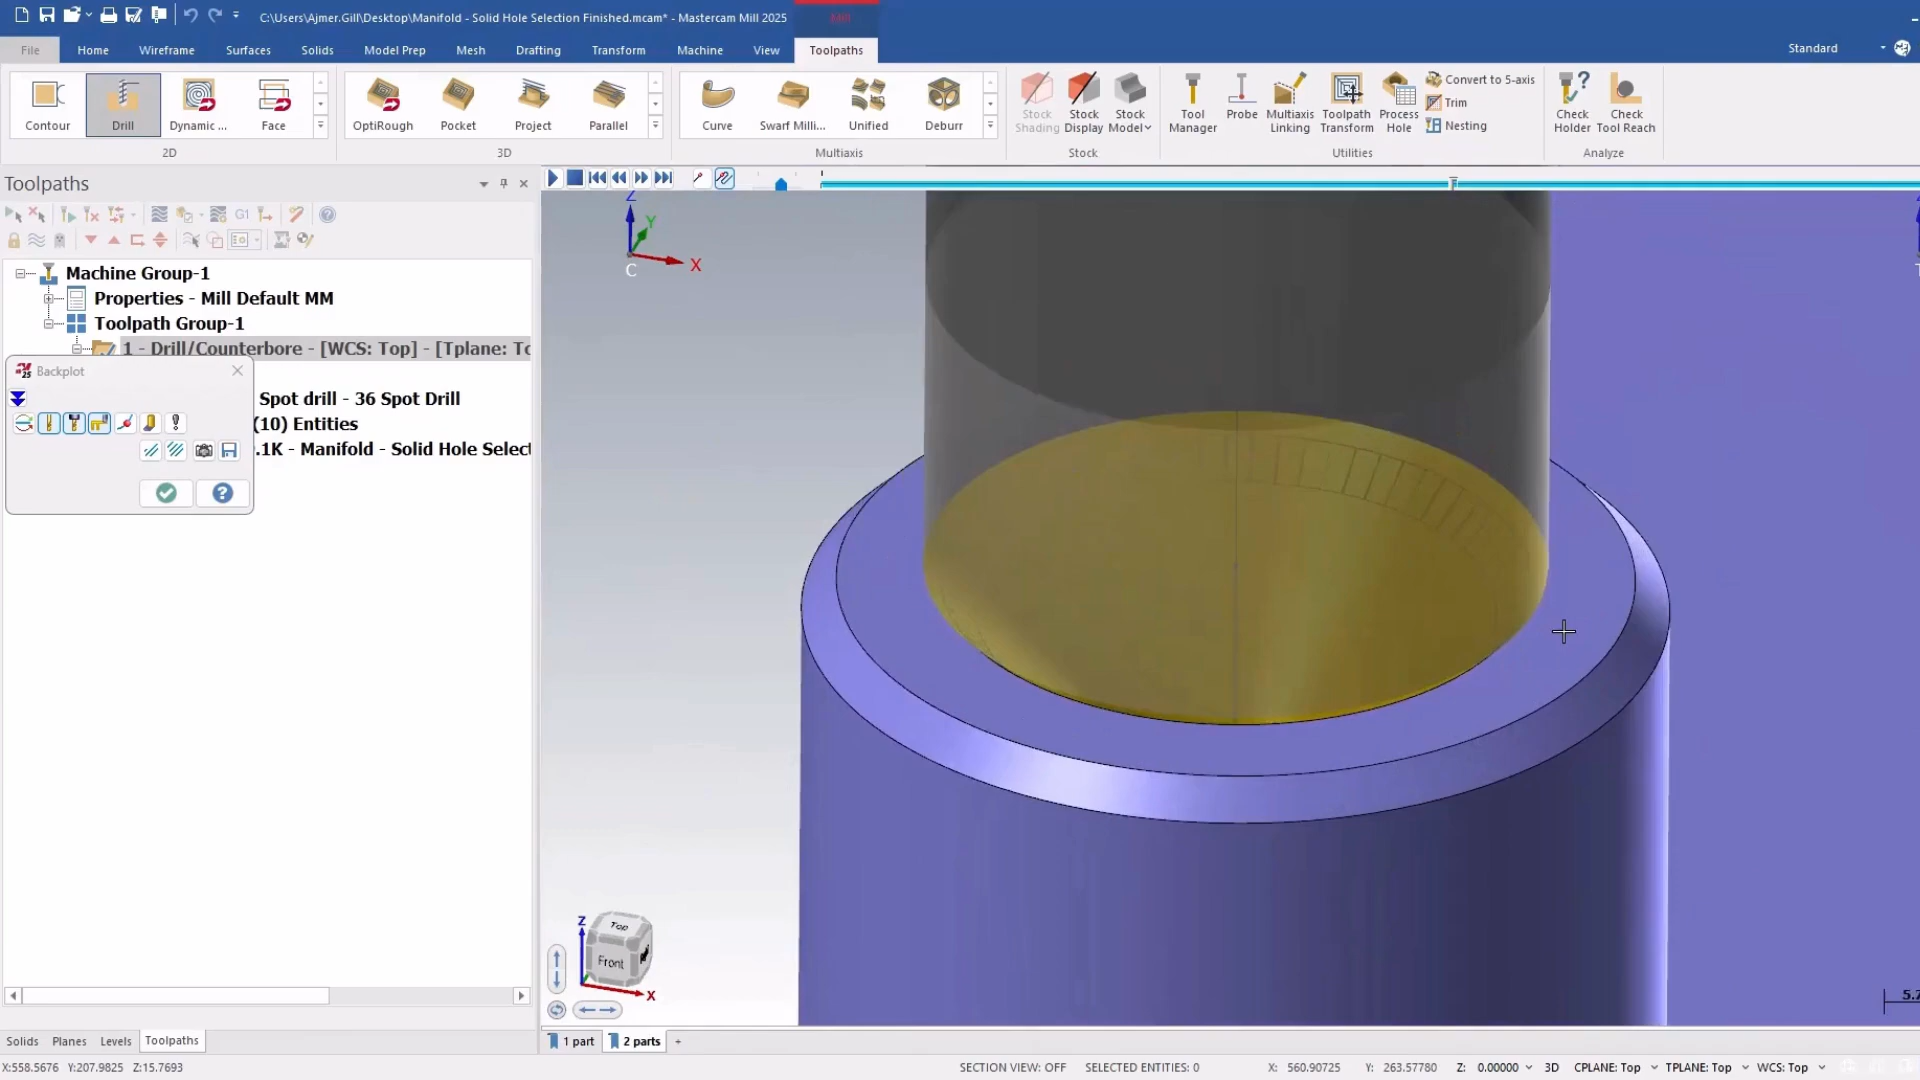 C:\Users\Ajmer.Gill\Desktop\Manifold - Solid Hole Selection Finished.mcam* - Mastercam Mill 2025
Mill
File Home Wireframe Surfaces Solids Model Prep Mesh Drafting Transform Machine View Toolpaths
Standard
Contour Drill Dynamic ... Face
OptiRough Pocket Project Parallel
Curve Swarf Milli... Unified Deburr
Stock Shading Stock Display Stock Model
Tool Manager Probe Multiaxis Linking Toolpath Transform Process Hole
Convert to 5-axis
Trim
Nesting
Check Holder Check Tool Reach
2D 3D Multiaxis Stock Utilities Analyze
Toolpaths
G1
Machine Group-1
Properties - Mill Default MM
Toolpath Group-1
1 - Drill/Counterbore - [WCS: Top] - [Tplane: To
25 Backplot
Spot drill - 36 Spot Drill
(10) Entities
.1K - Manifold - Solid Hole Select
Z
Y
X
C
Z
Top
Front
X
5.7
Solids Planes Levels Toolpaths
1 part 2 parts +
X:558.5676 Y:207.9825 Z:15.7693
SECTION VIEW: OFF SELECTED ENTITIES: 0 X: 560.90725 Y: 263.57780 Z: 0.00000 3D CPLANE: Top TPLANE: Top WCS: Top